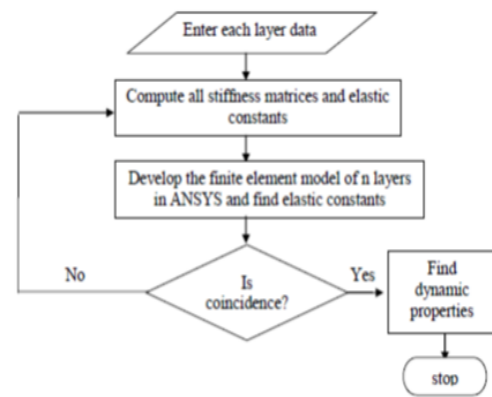 Enter each layer data
Compute all stiffness matrices and elastic
constants
Develop the finite element model of n layers
in ANSYS and find elastic constants
No
Is
coincidence?
Yes
Find
dynamic
properties
stop